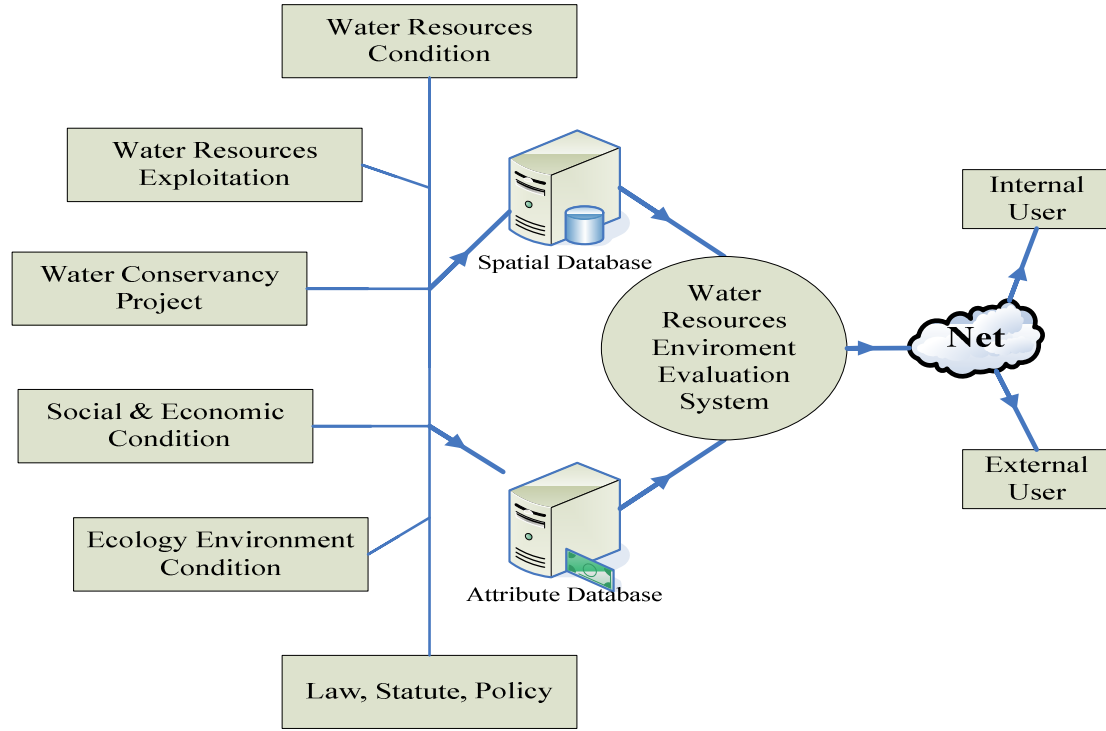 Water Resources
Condition
Water Resources
Exploitation
Water Conservancy
Project
Social & Economic
Condition
Ecology Environment
Condition
Law, Statute, Policy
Spatial Database
Attribute Database
Water
Resources
Enviroment
Evaluation
System
Net
Internal
User
External
User